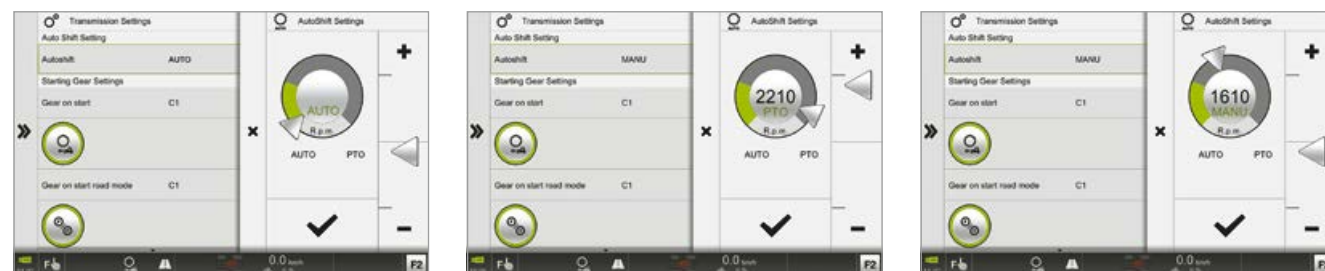 Transmission Settings
AutoShift Settings
Auto Shift Setting
Autoshift AUTO
Starting Gear Settings
AUTO
Gear on start C1
R.p.m.
AUTO PTO
Gear on start road mode C1
0.0
F2
Transmission Settings
AutoShift Settings
Auto Shift Setting
Autoshift MANU
Starting Gear Settings
2210
PTO
Gear on start C1
R.p.m.
AUTO PTO
Gear on start road mode C1
0.0
F2
Transmission Settings
AutoShift Settings
Auto Shift Setting
Autoshift MANU
Starting Gear Settings
1610
MANU
Gear on start C1
R.p.m.
AUTO PTO
Gear on start road mode C1
0.0